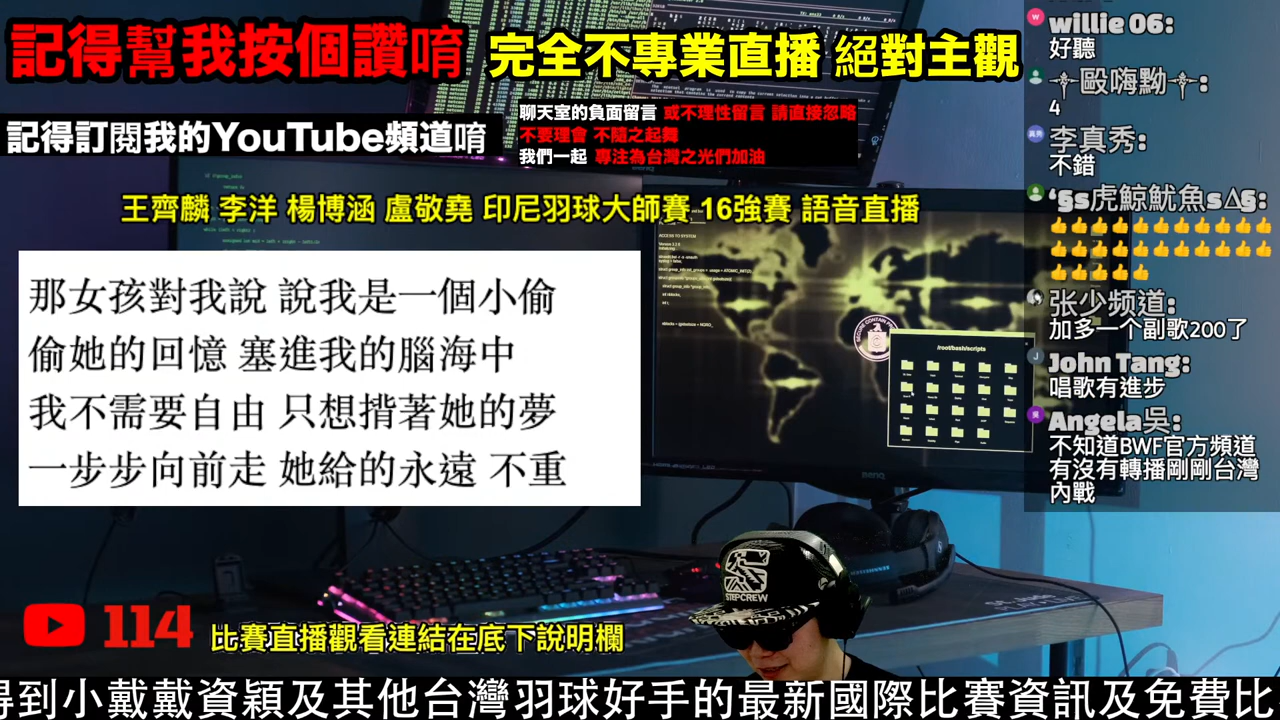 記得幫我按個讚唷
完全不專業直播 絕對主觀
記得訂閱我的YouTube頻道唷
聊天室的負面留言 或不理性留言 請直接忽略
不要理會 不隨之起舞
我們一起 專注為台灣之光們加油
王齊麟 李洋 楊博涵 盧敬堯 印尼羽球大師賽 16強賽 語音直播
那女孩對我說 說我是一個小偷
偷她的回憶 塞進我的腦海中
我不需要自由 只想揹著她的夢
一步步向前走 她給的永遠 不重
willie 06:
好聽
毆嗨黝:
4
李真秀:
不錯
‘§s虎鯨魷魚s△§:
👍👍👍👍👍👍👍👍👍👍👍
👍👍👍👍👍👍👍👍👍👍👍
👍👍👍👍👍
张少频道:
加多一个副歌200了
John Tang:
唱歌有進步
Angela吳:
不知道BWF官方頻道
有沒有轉播剛剛台灣
內戰
/root/bash/scripts
BENQ
STEPCREW
114
比賽直播觀看連結在底下說明欄
得到小戴戴資穎及其他台灣羽球好手的最新國際比賽資訊及免費比